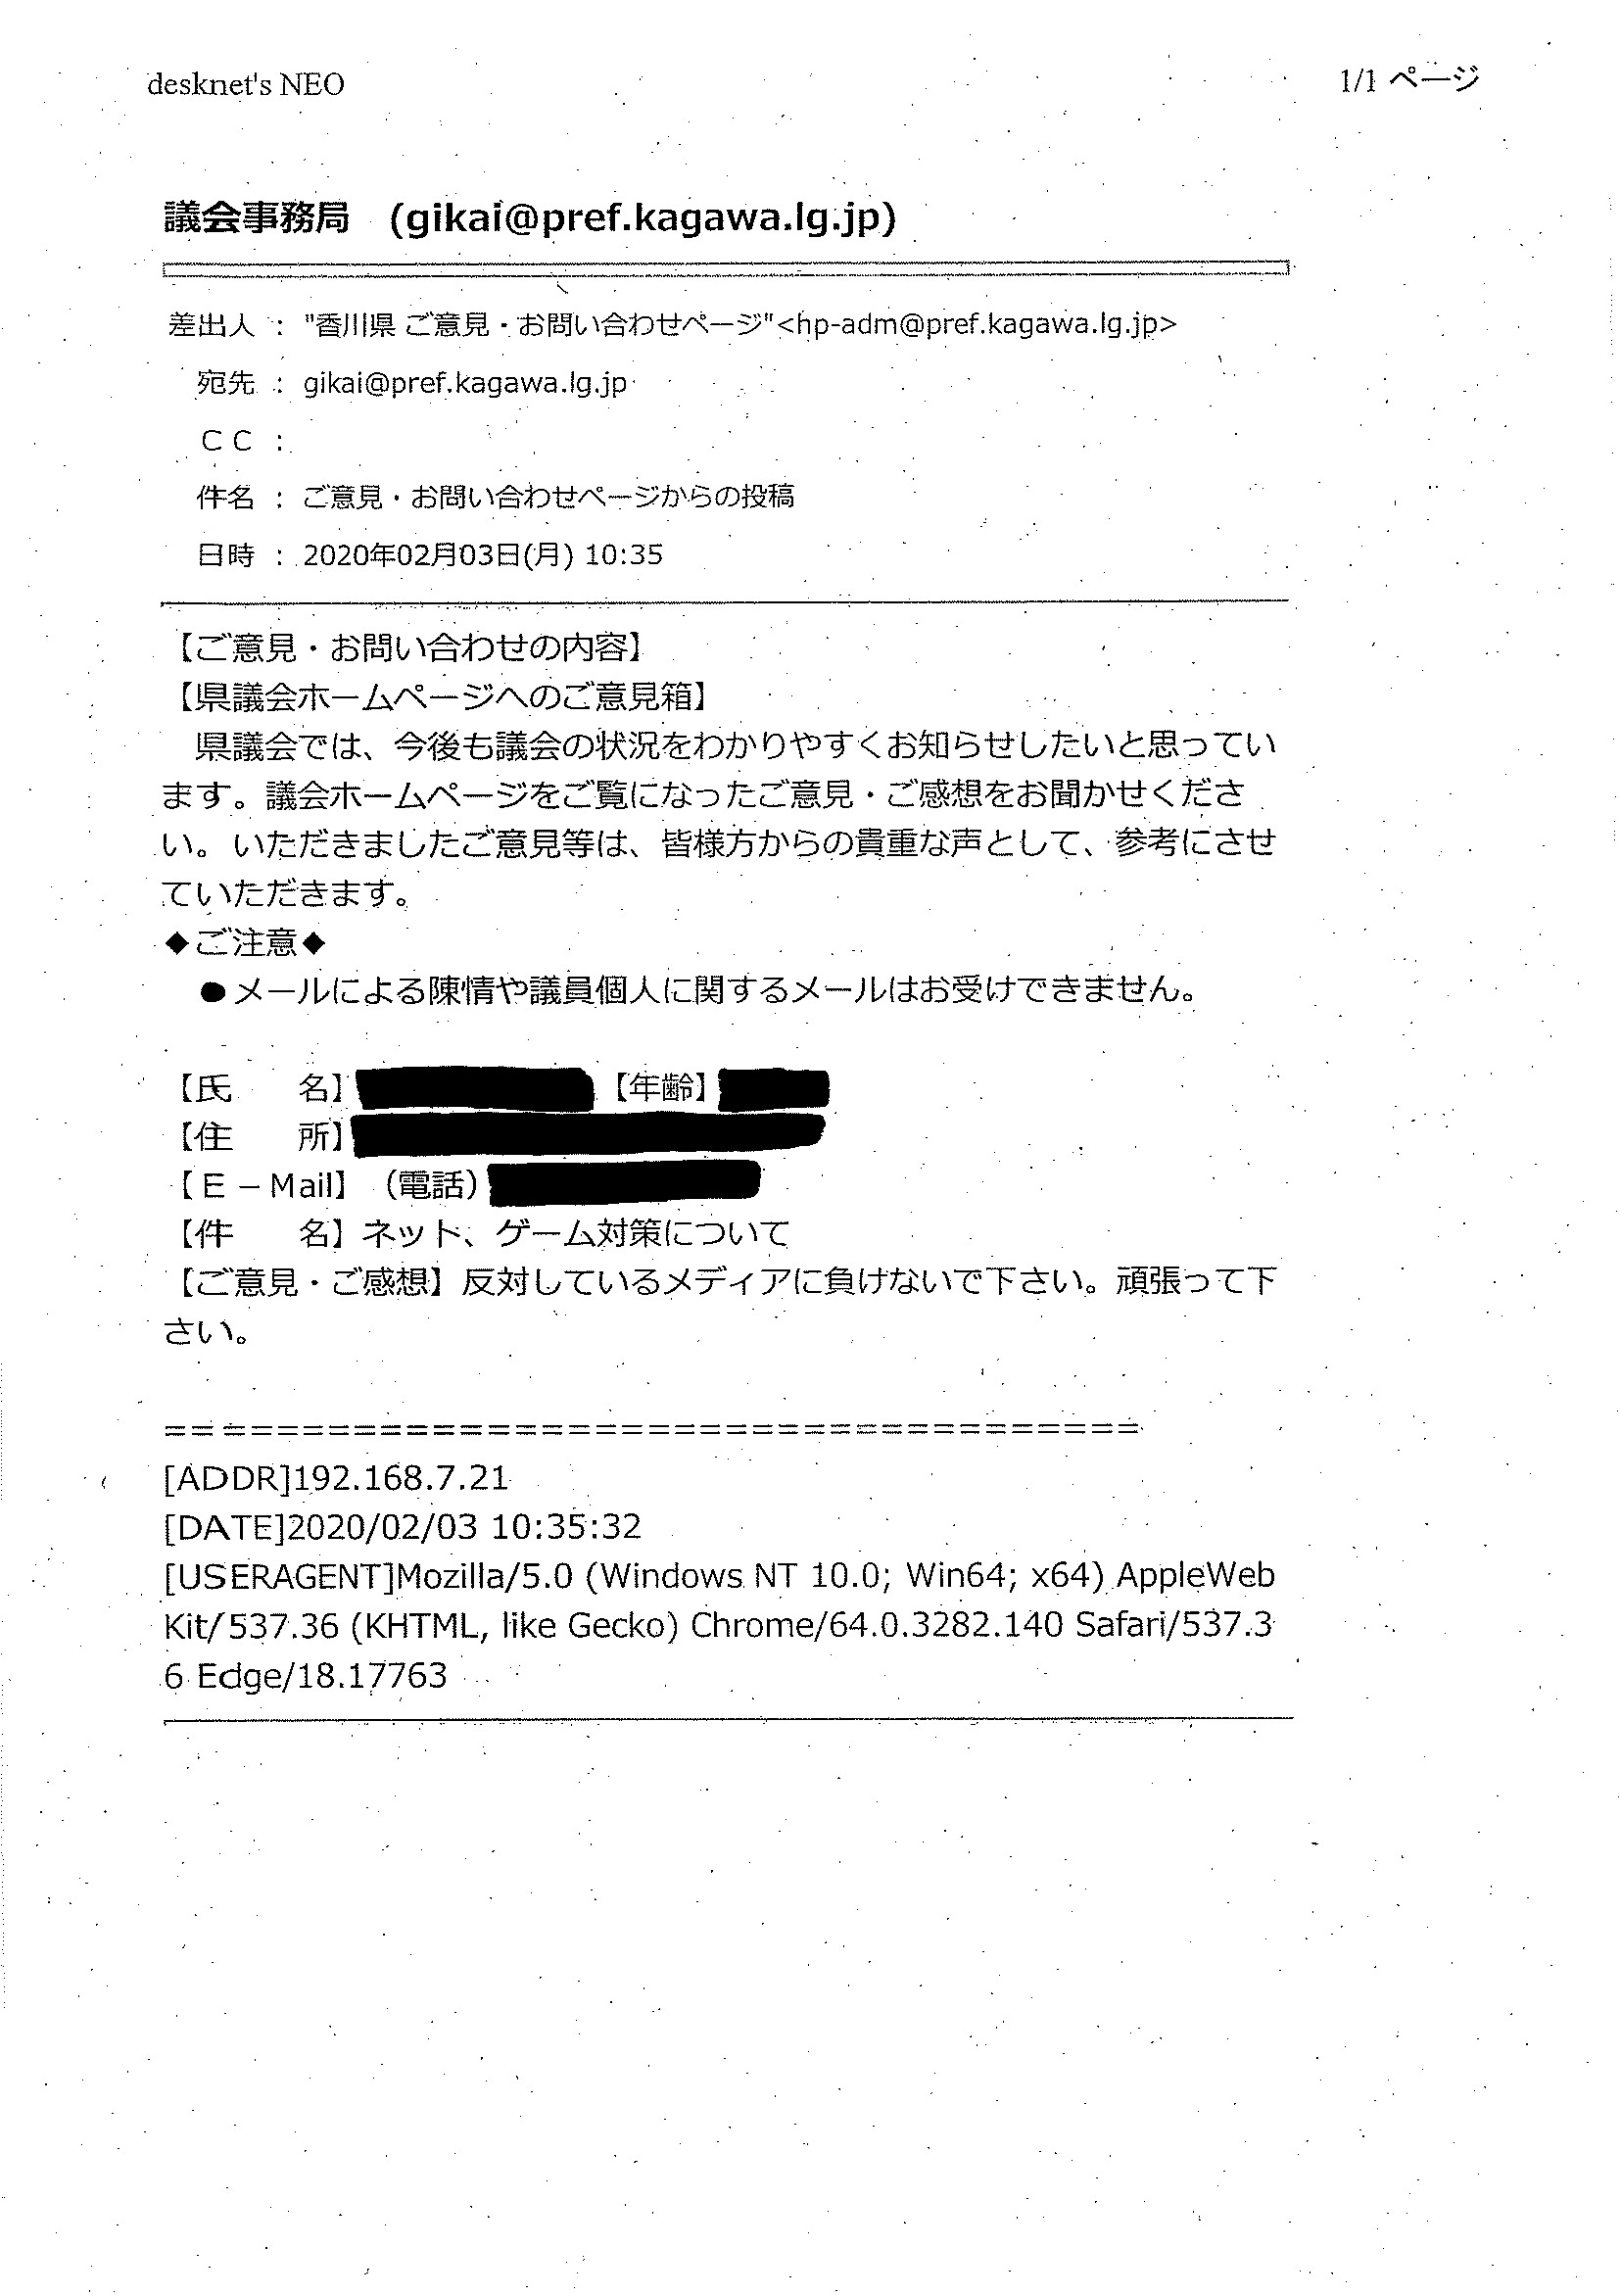 desknet's NEO
1/1 ページ
議会事務局 (gikai@pref.kagawa.lg.jp)
差出人 : "香川県 ご意見・お問い合わせページ"<hp-adm@pref.kagawa.lg.jp>
宛先 : gikai@pref.kagawa.lg.jp
CC :
件名 : ご意見・お問い合わせページからの投稿
日時 : 2020年02月03日(月) 10:35
【ご意見・お問い合わせの内容】
【県議会ホームページへのご意見箱】
県議会では、今後も議会の状況をわかりやすくお知らせしたいと思ってい
ます。議会ホームページをご覧になったご意見・ご感想をお聞かせくださ
い。いただきましたご意見等は、皆様方からの貴重な声として、参考にさせ
ていただきます。
◆ご注意◆
●メールによる陳情や議員個人に関するメールはお受けできません。
【氏　　名】 【年齢】
【住　　所】
【E－Mail】（電話）
【件　　名】ネット、ゲーム対策について
【ご意見・ご感想】反対しているメディアに負けないで下さい。頑張って下
さい。
=====================================
[ADDR]192.168.7.21
[DATE]2020/02/03 10:35:32
[USERAGENT]Mozilla/5.0 (Windows NT 10.0; Win64; x64) AppleWeb
Kit/537.36 (KHTML, like Gecko) Chrome/64.0.3282.140 Safari/537.3
6 Edge/18.17763